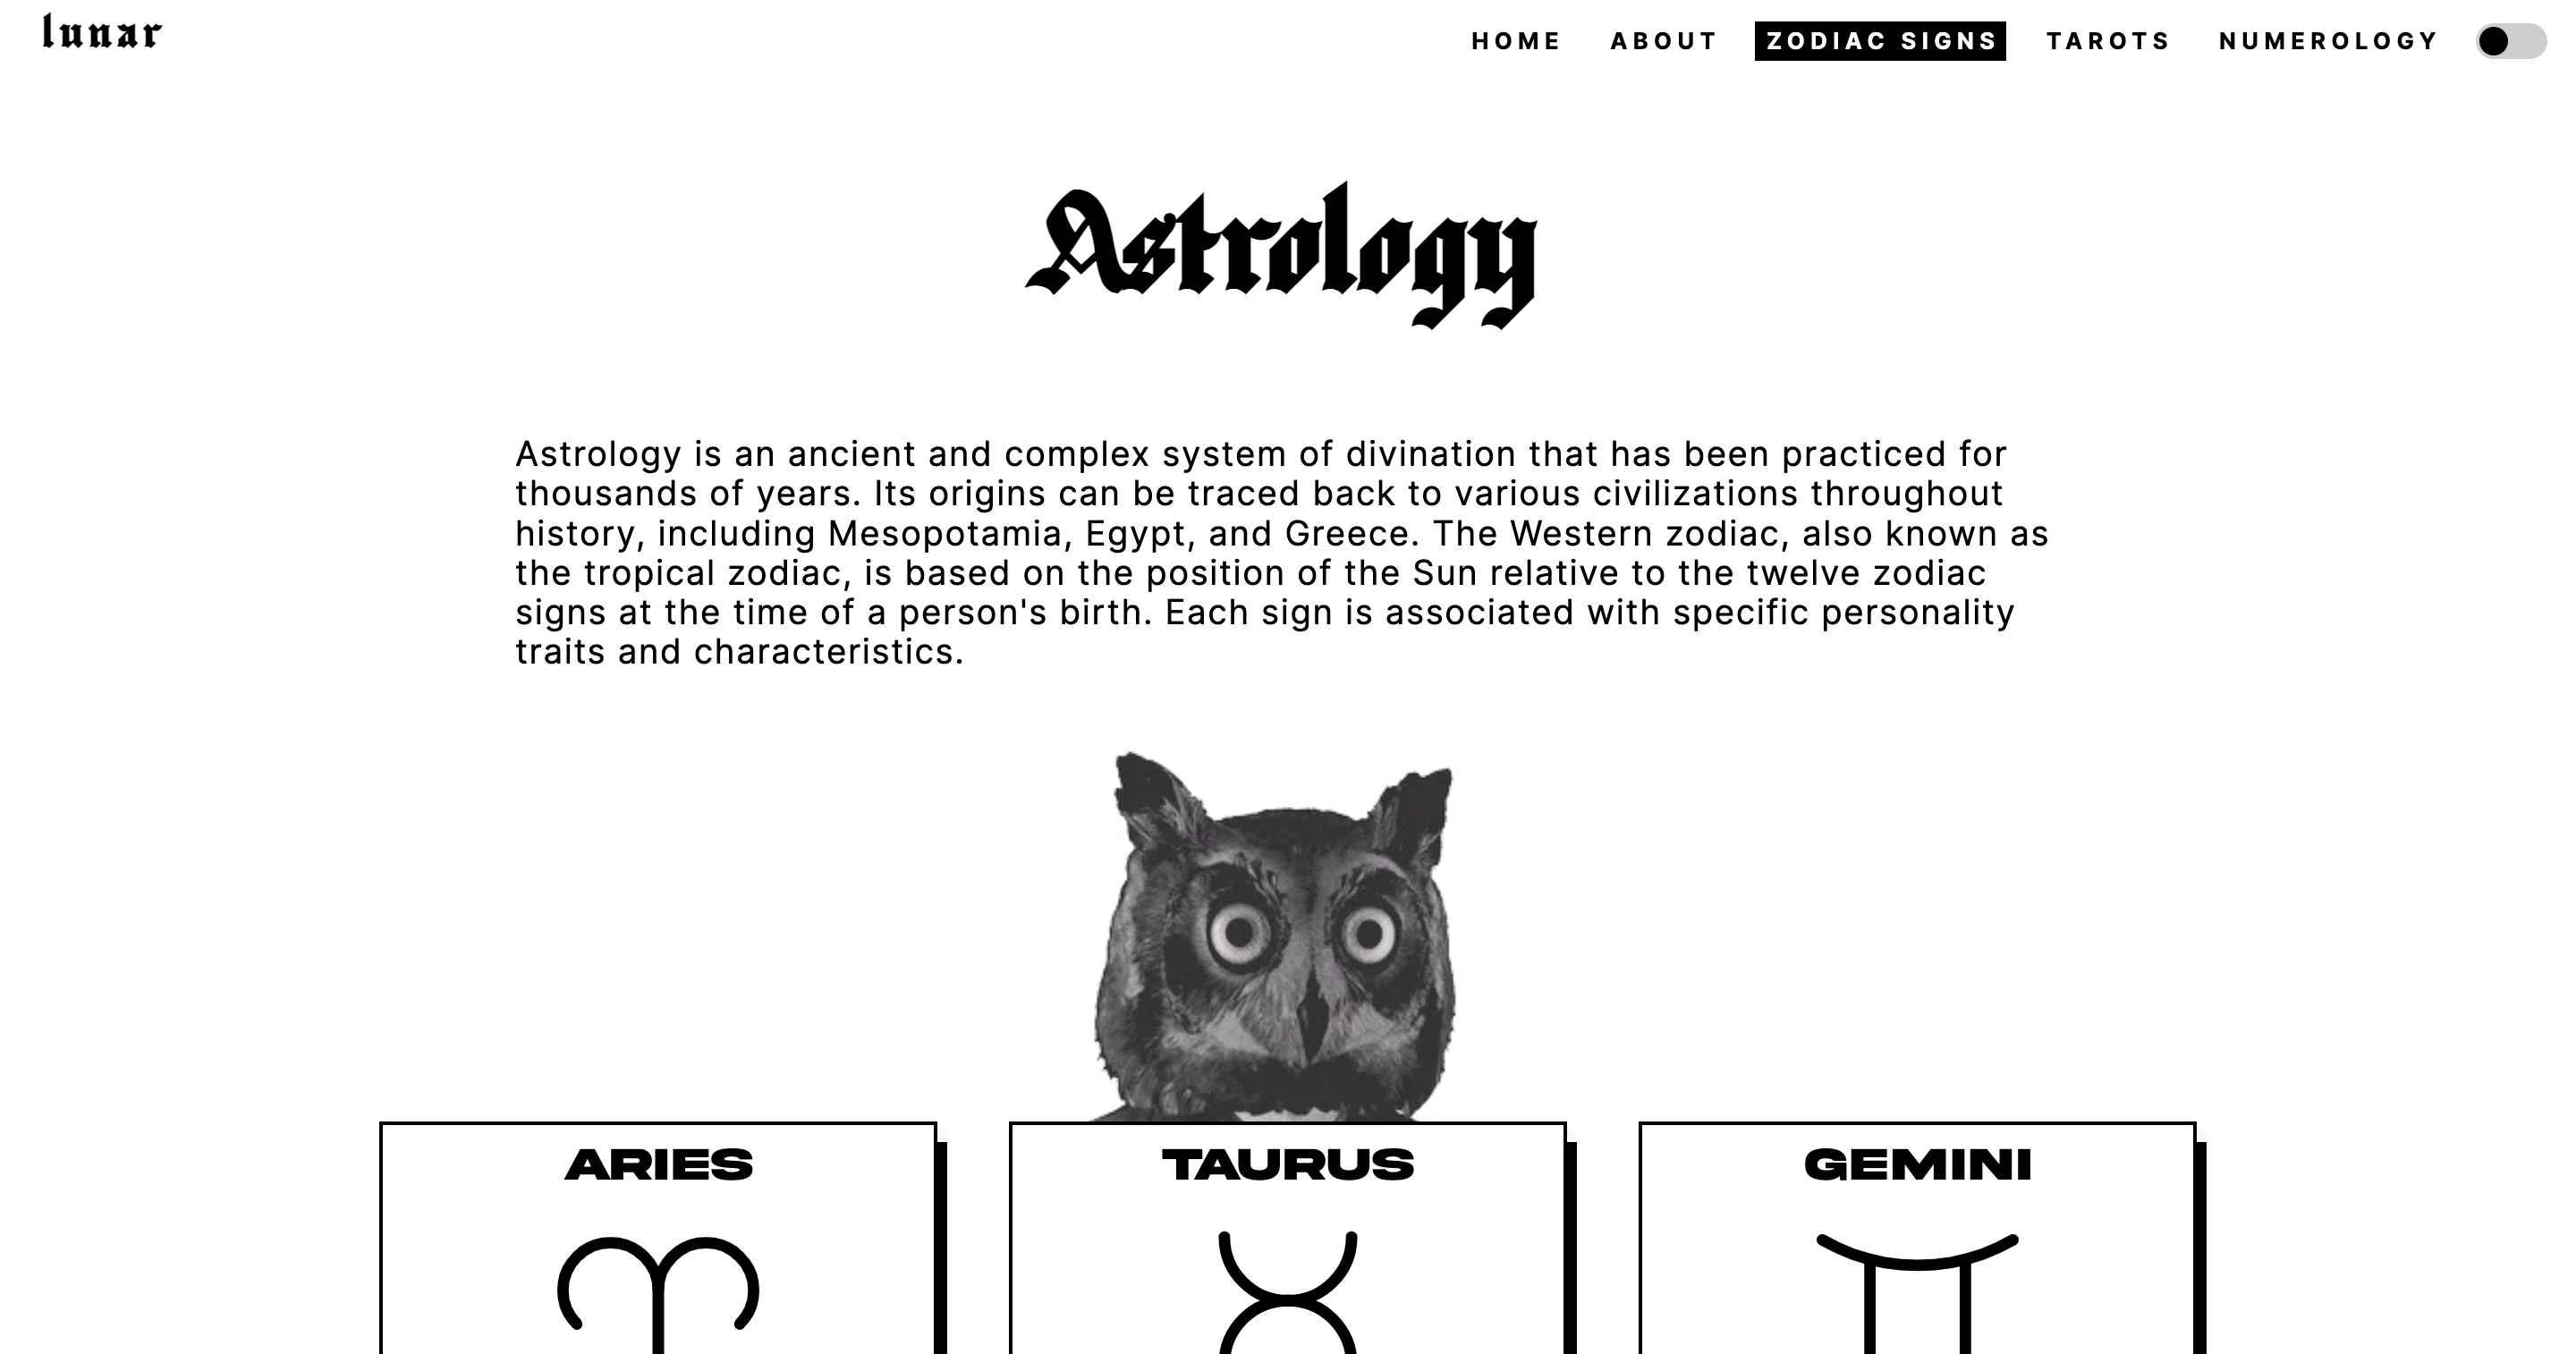 lunar
HOME ABOUT ZODIAC SIGNS TAROTS NUMEROLOGY
Astrology
Astrology is an ancient and complex system of divination that has been practiced for
thousands of years. Its origins can be traced back to various civilizations throughout
history, including Mesopotamia, Egypt, and Greece. The Western zodiac, also known as
the tropical zodiac, is based on the position of the Sun relative to the twelve zodiac
signs at the time of a person's birth. Each sign is associated with specific personality
traits and characteristics.
ARIES TAURUS GEMINI